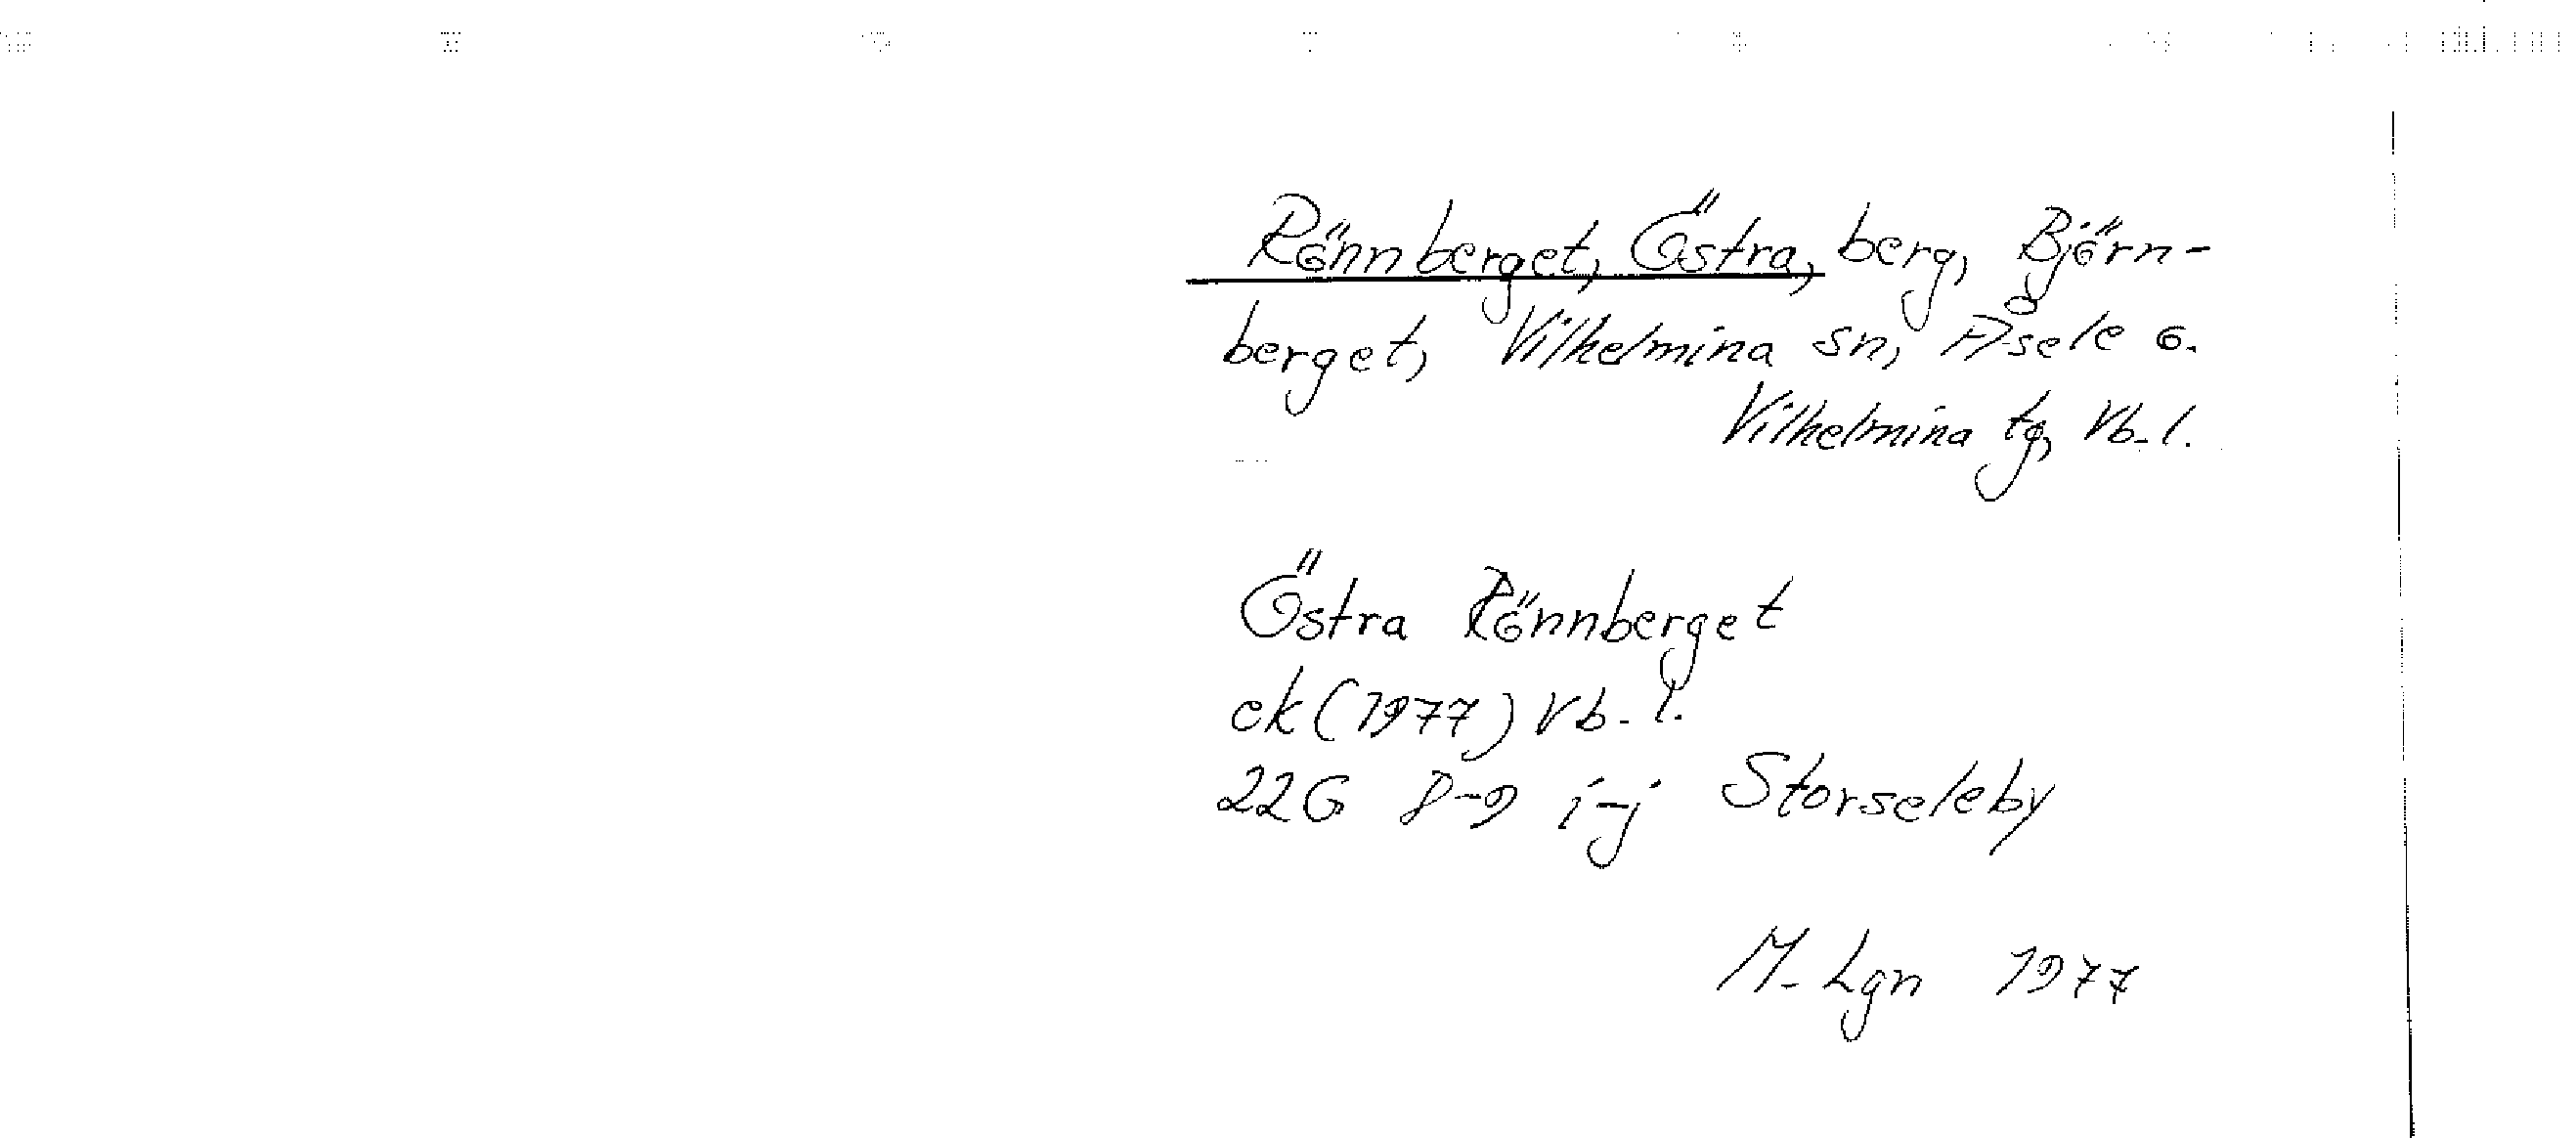 Rönnberget, Östra, berg, Björn-
berget, Vilhelmina sn, Åsele o.
Vilhelmina tg, Vb. l.
Östra Rönnberget
ek (1977) Vb. l.
22G 8-9 i-j Storseleby
M. Lgn 1977